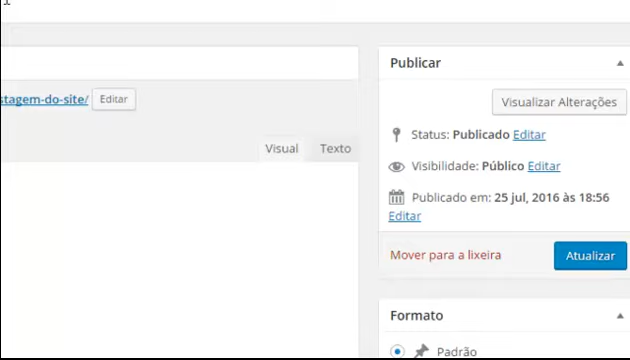 Publicar
stagem-do-site/ Editar
Visualizar Alterações
Status: Publicado Editar
Visual Texto
Visibilidade: Público Editar
Publicado em: 25 jul, 2016 às 18:56
Editar
Mover para a lixeira Atualizar
Formato
Padrão